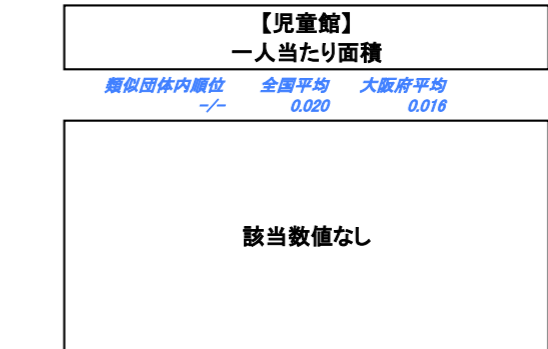 【児童館】
一人当たり面積
類似団体内順位 全国平均 大阪府平均
-/- 0.020 0.016
該当数値なし